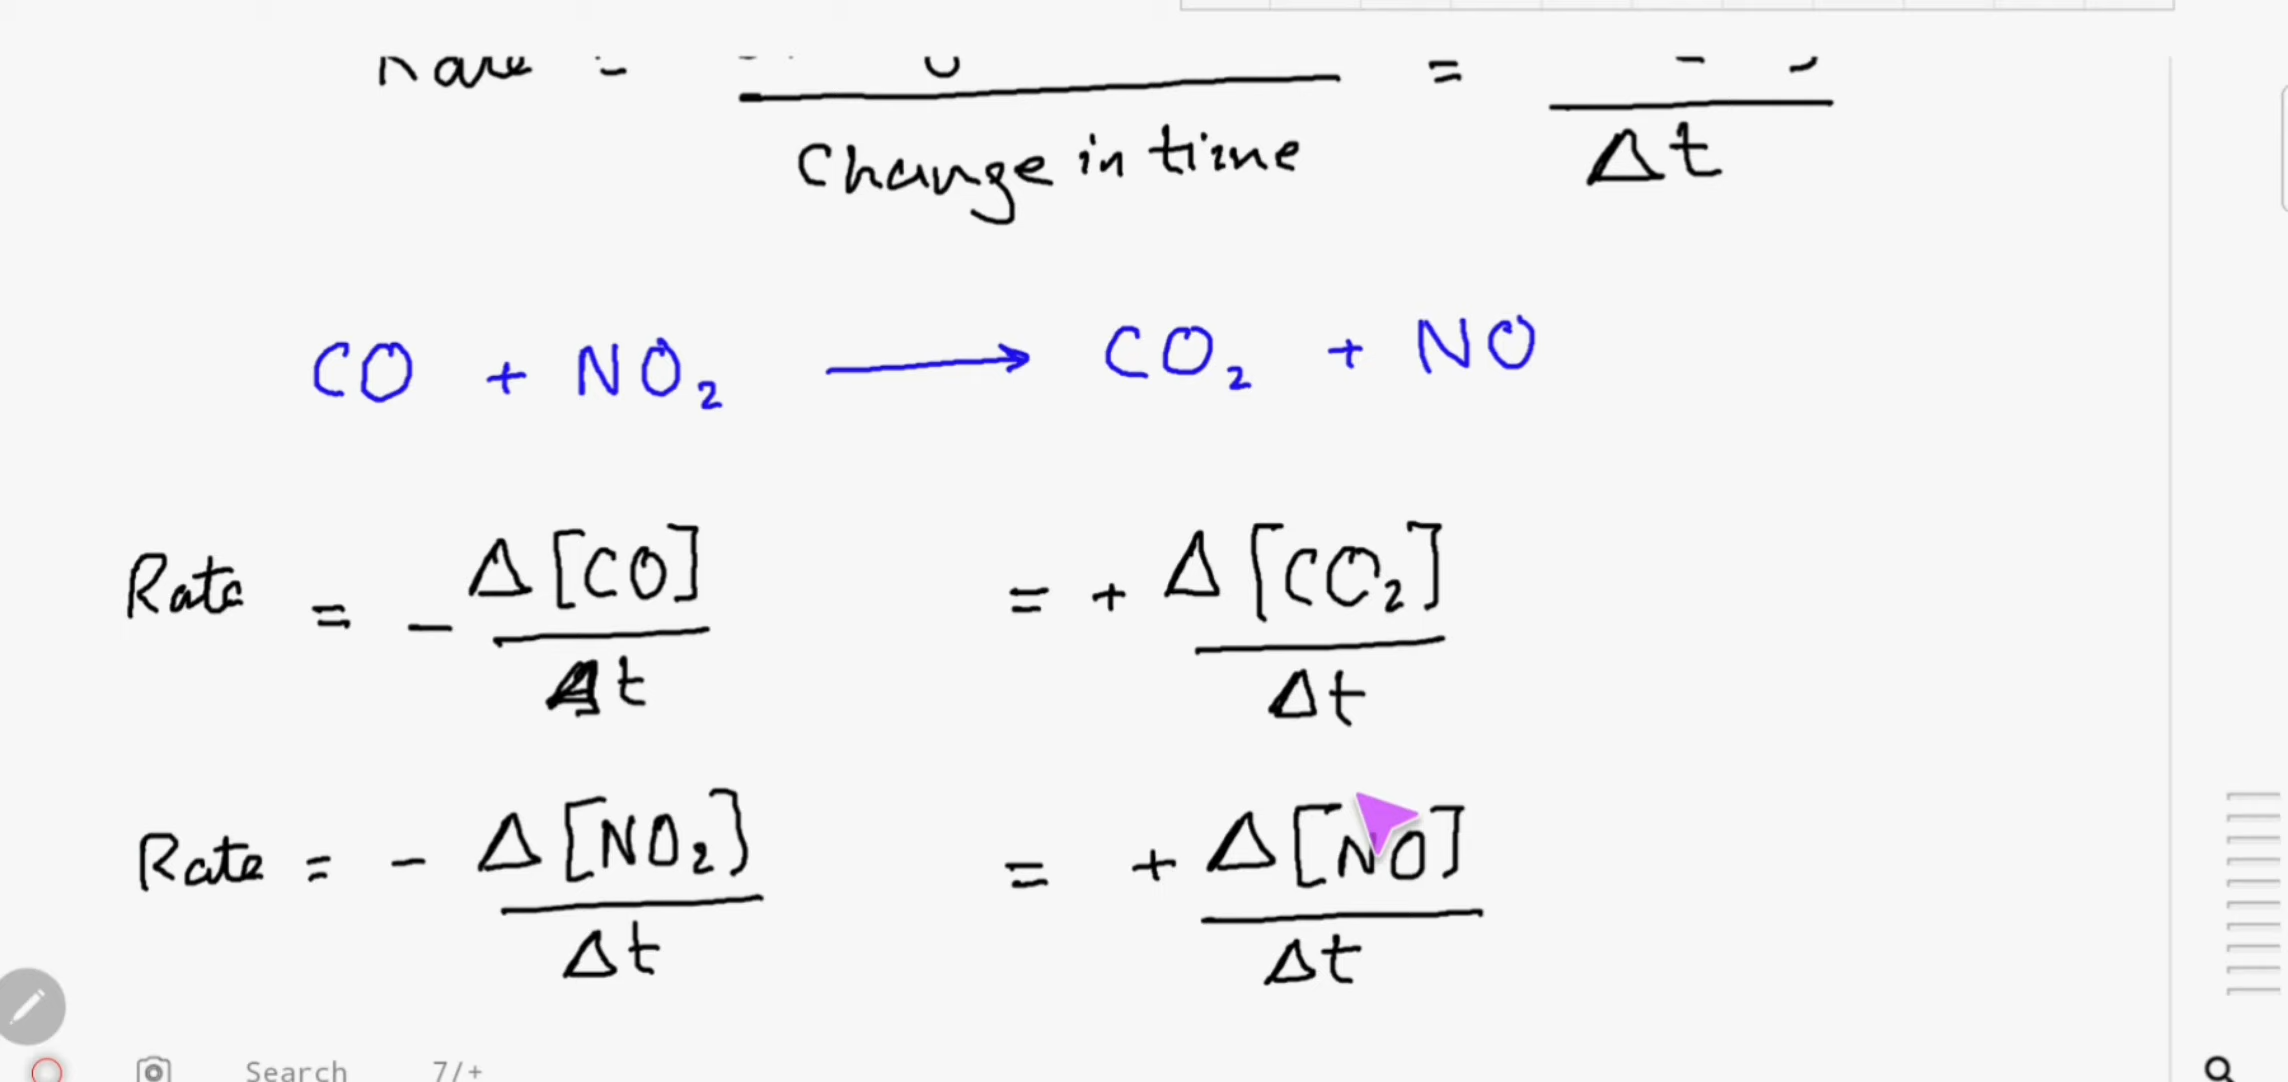 =
Change in time Δt
CO + NO₂ → CO₂ + NO
Rate = - Δ[CO] = + Δ[CO₂]
Δt Δt
Rate = - Δ[NO₂] = + Δ[NO]
Δt Δt
Search 7/+